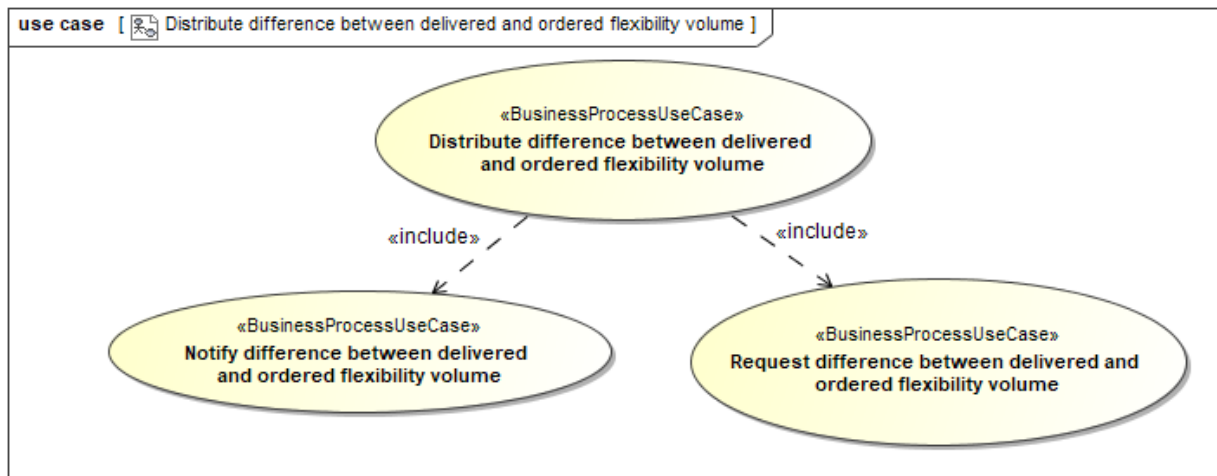 use case [ Distribute difference between delivered and ordered flexibility volume ]
«BusinessProcessUseCase»
Distribute difference between delivered
and ordered flexibility volume
«include»
«include»
«BusinessProcessUseCase»
Notify difference between delivered
and ordered flexibility volume
«BusinessProcessUseCase»
Request difference between delivered and
ordered flexibility volume